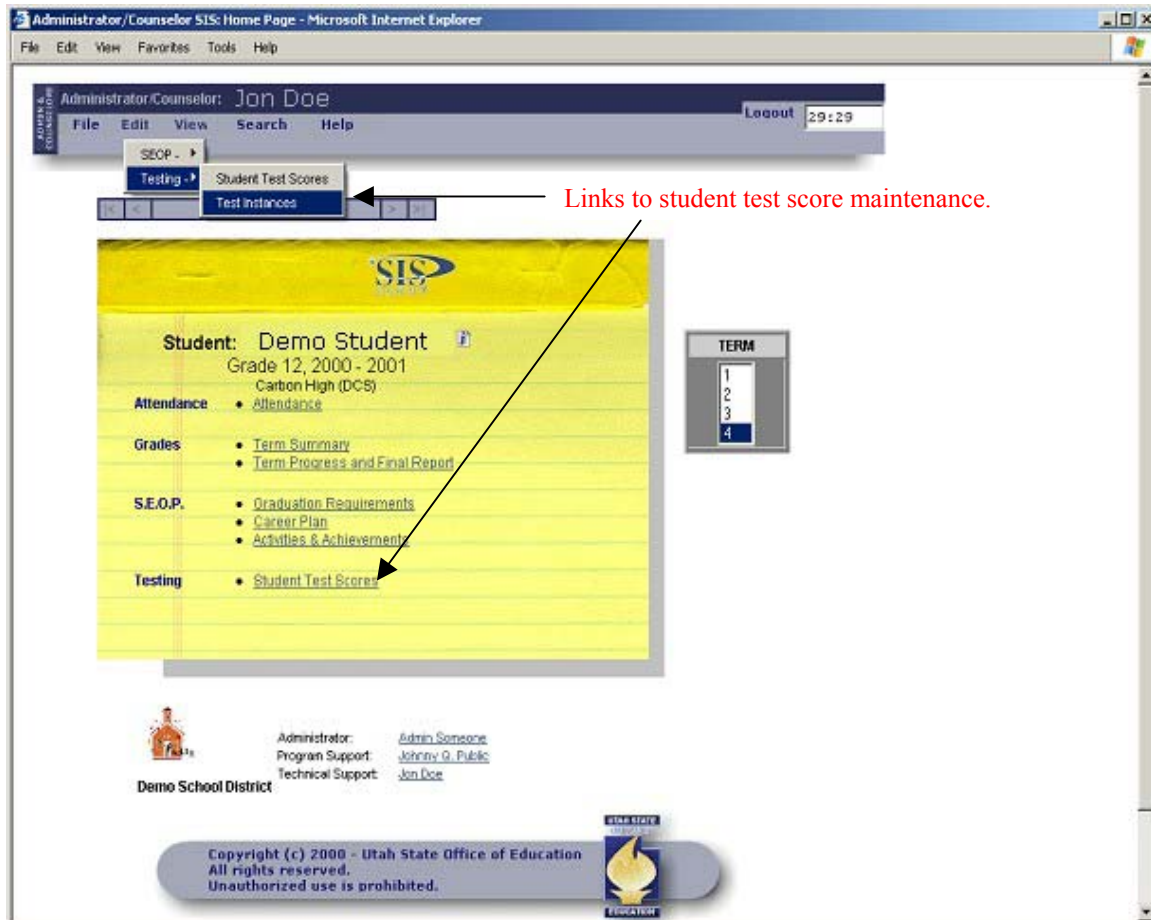 Administrator/Counselor SIS: Home Page - Microsoft Internet Explorer
File Edit View Favorites Tools Help
ADMIN & COUNSELORS
Administrator/Counselor: Jon Doe
File Edit View Search Help
Logout 29:29
SEOP -
Testing - Student Test Scores
Test Instances
Links to student test score maintenance.
|< < > >|
SIS
Student: Demo Student
Grade 12, 2000 - 2001
Carbon High (DCS)
Attendance • Attendance
Grades • Term Summary
• Term Progress and Final Report
S.E.O.P. • Graduation Requirements
• Career Plan
• Activities & Achievements
Testing • Student Test Scores
TERM
1
2
3
4
Administrator: Admin Someone
Program Support: Johnny Q. Public
Technical Support: Jon Doe
Demo School District
UTAH STATE
Copyright (c) 2000 - Utah State Office of Education
All rights reserved.
Unauthorized use is prohibited.
EDUCATION